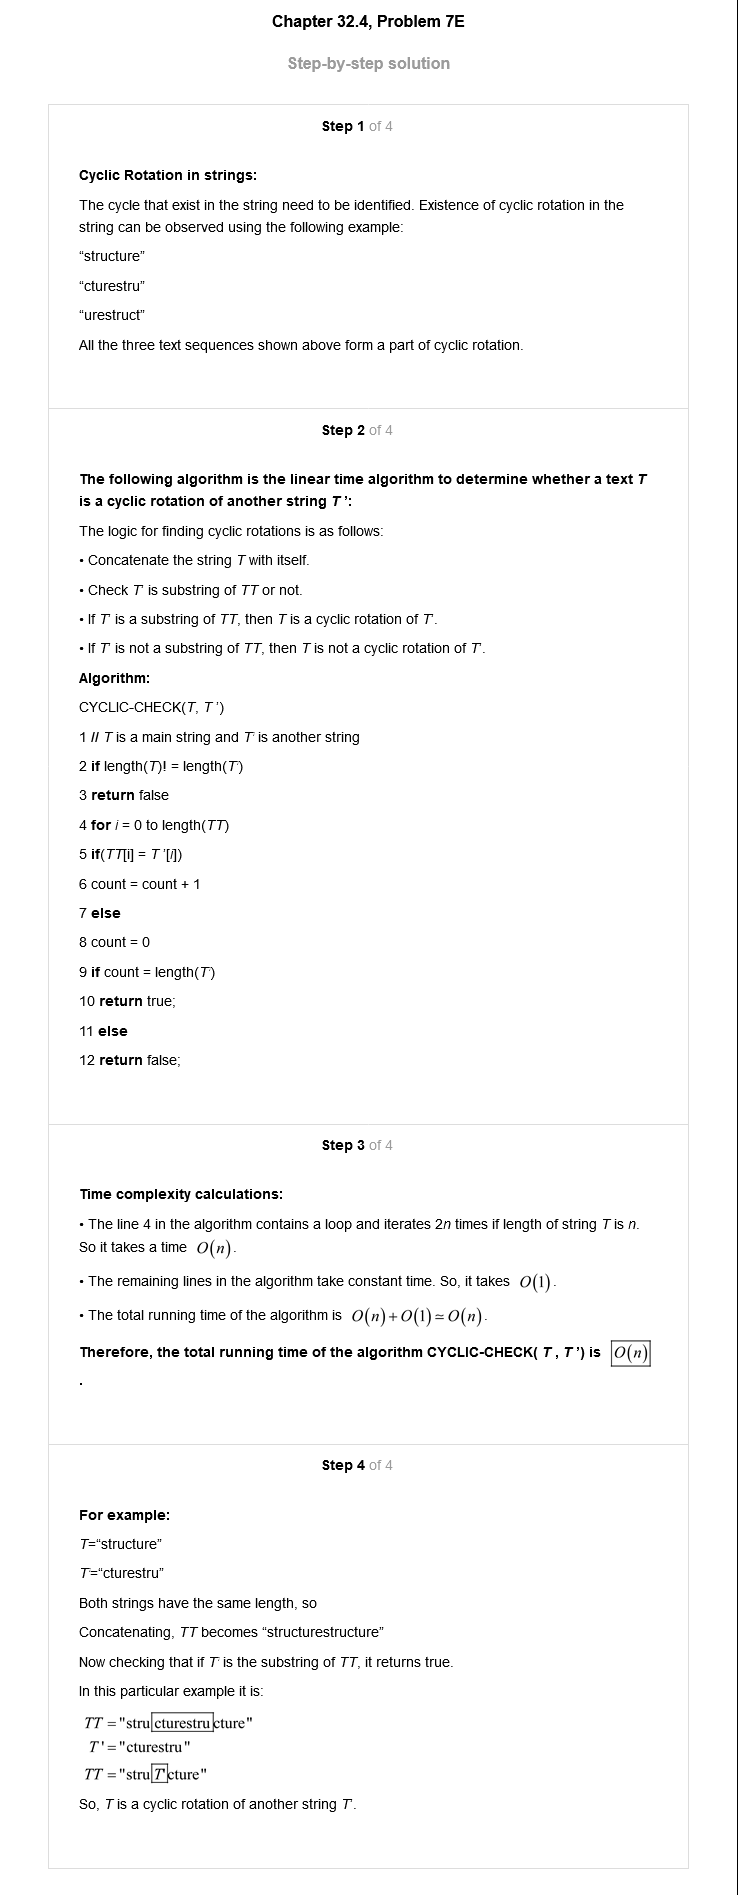 Chapter 32.4, Problem 7E
Step-by-step solution
Step 1 of 4
Cyclic Rotation in strings:
The cycle that exist in the string need to be identified. Existence of cyclic rotation in the
string can be observed using the following example:
“structure”
“cturestru”
“urestruct”
All the three text sequences shown above form a part of cyclic rotation.
Step 2 of 4
The following algorithm is the linear time algorithm to determine whether a text T
is a cyclic rotation of another string T’:
The logic for finding cyclic rotations is as follows:
• Concatenate the string T with itself.
• Check T' is substring of TT or not.
• If T' is a substring of TT, then T is a cyclic rotation of T'.
• If T' is not a substring of TT, then T is not a cyclic rotation of T'.
Algorithm:
CYCLIC-CHECK(T, T’)
1 // T is a main string and T' is another string
2 if length(T)! = length(T')
3 return false
4 for i = 0 to length(TT)
5 if(TT[i] = T’[i])
6 count = count + 1
7 else
8 count = 0
9 if count = length(T')
10 return true;
11 else
12 return false;
Step 3 of 4
Time complexity calculations:
• The line 4 in the algorithm contains a loop and iterates 2n times if length of string T is n.
So it takes a time O(n).
• The remaining lines in the algorithm take constant time. So, it takes O(1).
• The total running time of the algorithm is O(n)+O(1)≃O(n).
Therefore, the total running time of the algorithm CYCLIC-CHECK( T , T’) is O(n)
.
Step 4 of 4
For example:
T=“structure”
T'=“cturestru”
Both strings have the same length, so
Concatenating, TT becomes “structurestructure”
Now checking that if T' is the substring of TT, it returns true.
In this particular example it is:
TT ="stru cturestru cture"
T'="cturestru"
TT ="stru T' cture"
So, T is a cyclic rotation of another string T'.